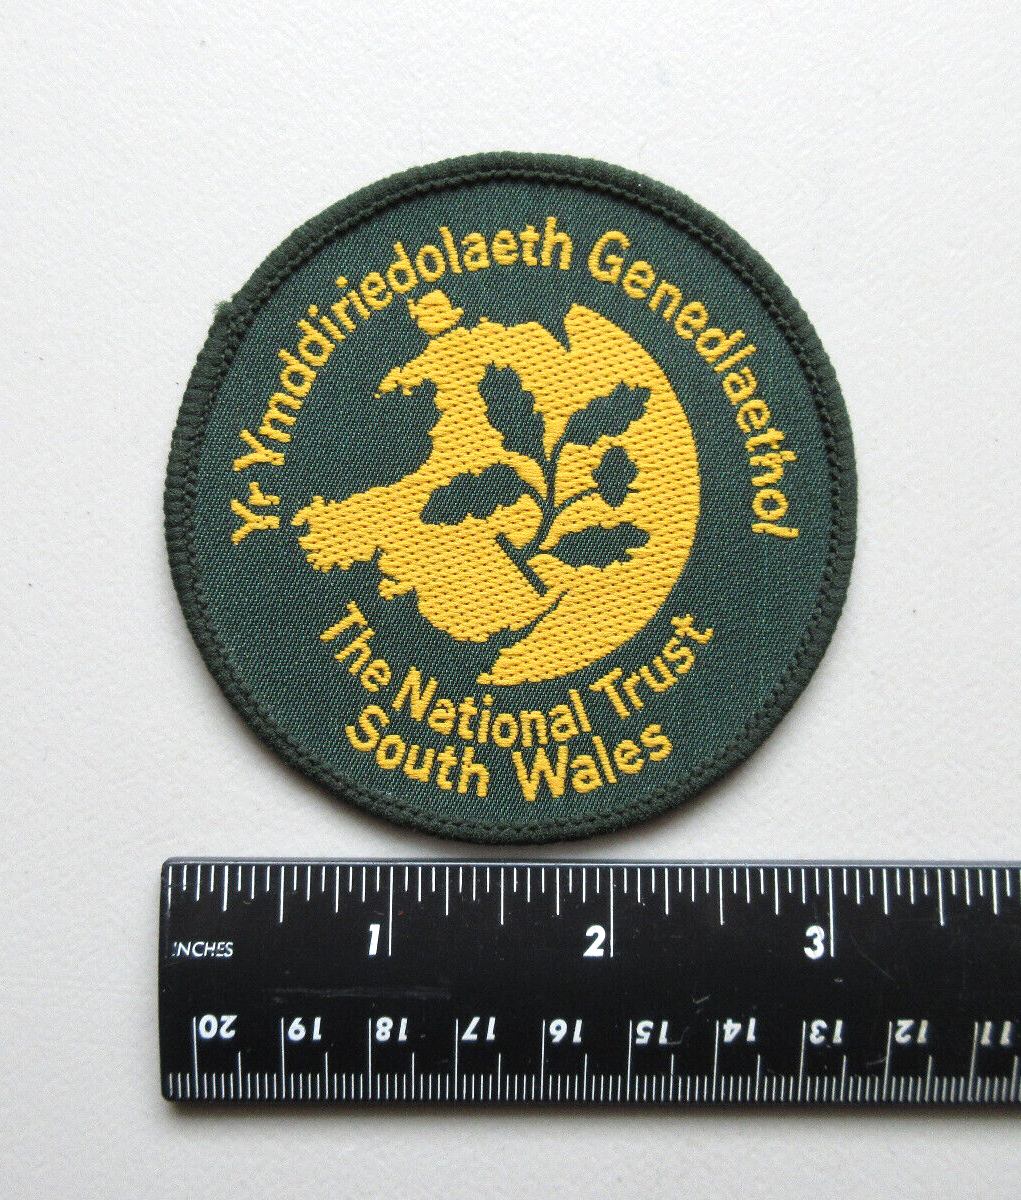 Yr Ymddiriedolaeth Genedlaethol
The National Trust
South Wales
1 2 3
INCHES
20 19 18 17 16 15 14 13 12 11